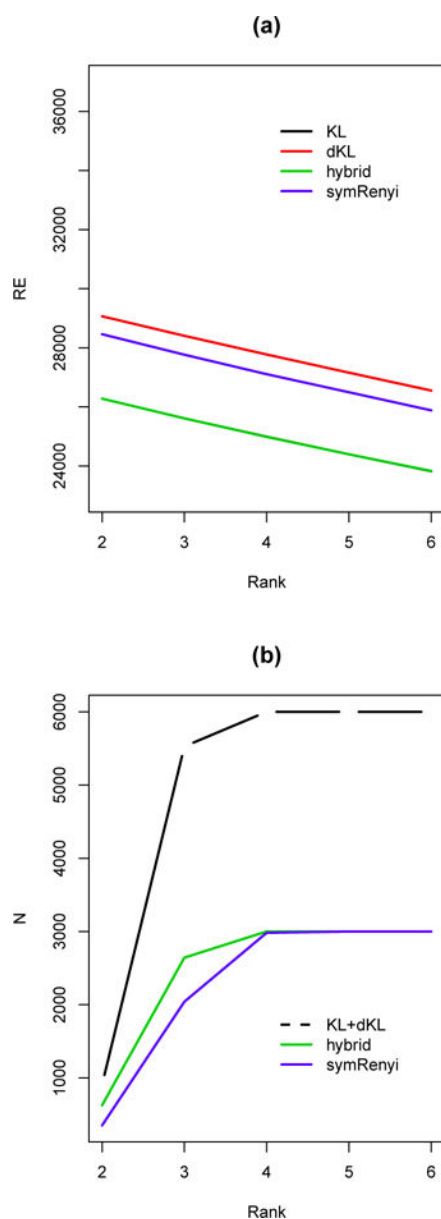 (a)
36000
32000
28000
24000
RE
KL
dKL
hybrid
symRenyi
2 3 4 5 6
Rank
(b)
6000
5000
4000
3000
2000
1000
N
KL+dKL
hybrid
symRenyi
2 3 4 5 6
Rank